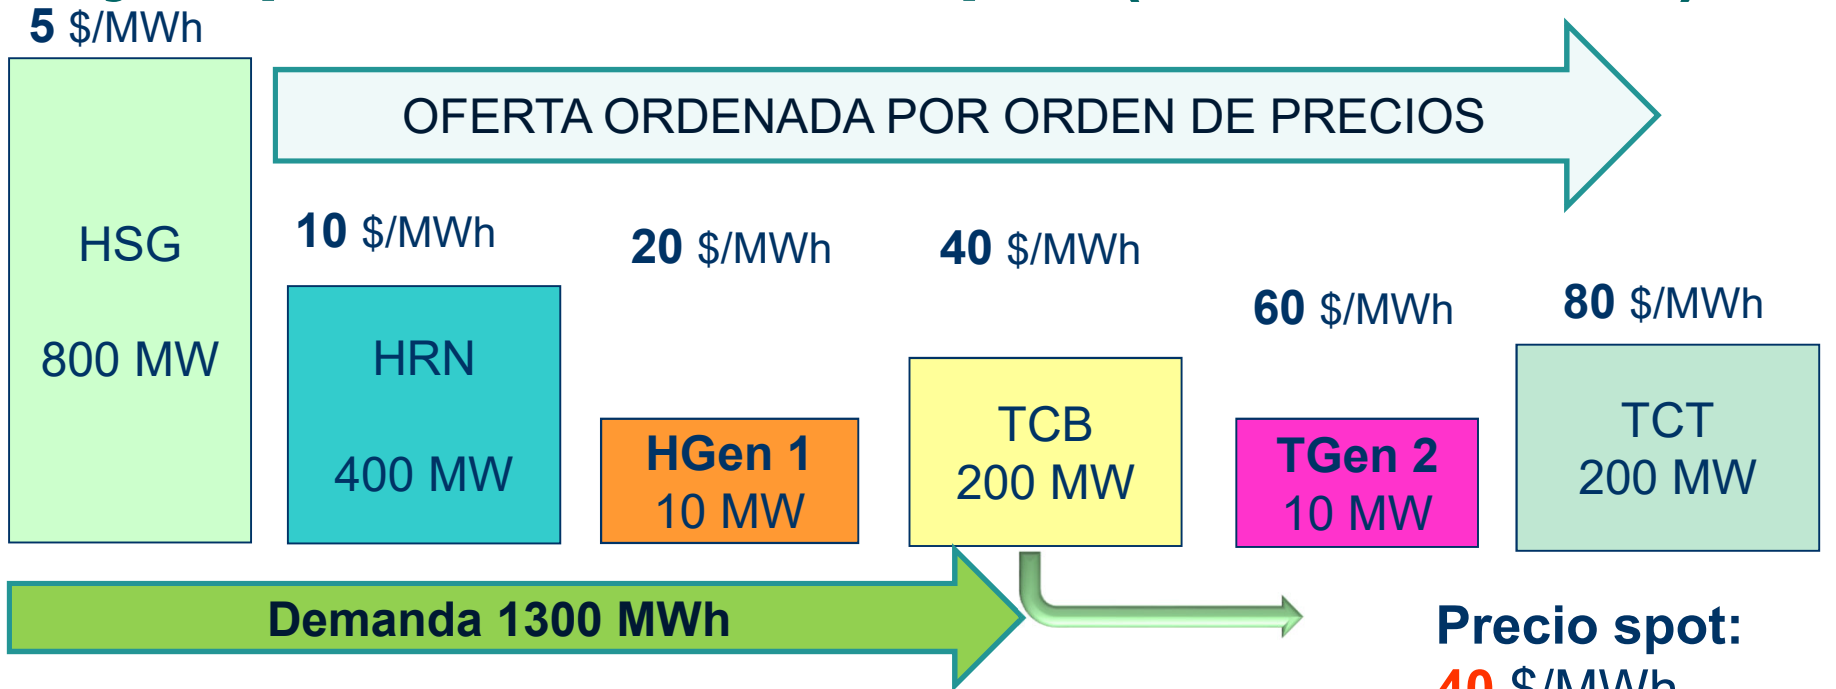 5 $/MWh
OFERTA ORDENADA POR ORDEN DE PRECIOS
HSG
800 MW
10 $/MWh
HRN
400 MW
20 $/MWh
HGen 1
10 MW
40 $/MWh
TCB
200 MW
60 $/MWh
TGen 2
10 MW
80 $/MWh
TCT
200 MW
Demanda 1300 MWh
Precio spot:
40 $/MWh